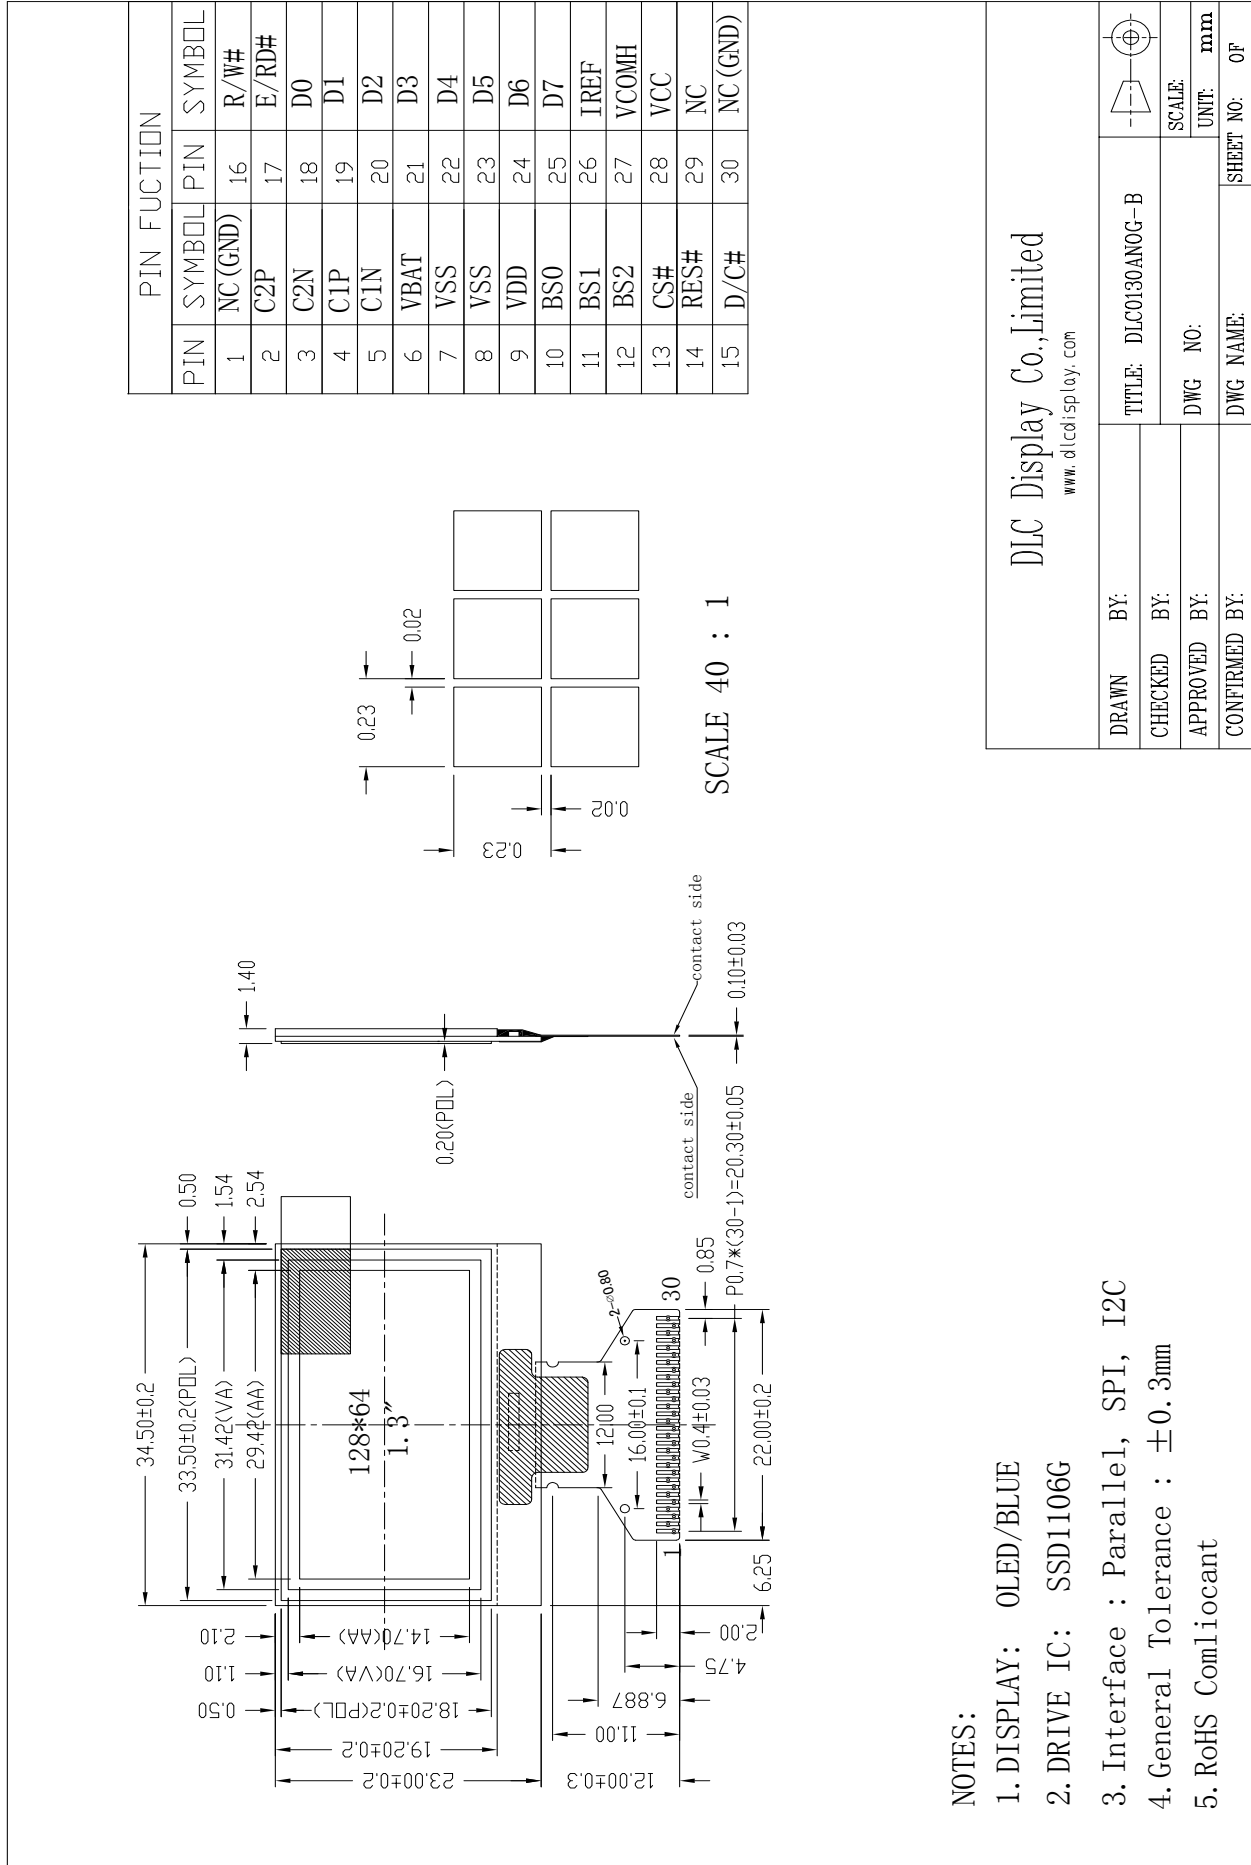 34.50±0.2
33.50±0.2(POL)
31.42(VA)
29.42(AA)
0.50
1.54
2.54
128*64
1.3"
2.10
1.10
0.50
14.70(AA)
16.70(VA)
18.20±0.2(POL)
19.20±0.2
23.00±0.2
2.00
4.75
6.887
11.00
12.00±0.3
2-⌀0.80
12.00
16.00±0.1
1
30
W0.4±0.03
0.85
P0.7*(30-1)=20.30±0.05
22.00±0.2
6.25
1.40
0.20(POL)
contact side
contact side
0.10±0.03
0.23
0.02
0.23
0.02
SCALE 40 : 1
PIN FUCTION
PIN SYMBOL PIN SYMBOL
1 NC(GND) 16 R/W#
2 C2P 17 E/RD#
3 C2N 18 D0
4 C1P 19 D1
5 C1N 20 D2
6 VBAT 21 D3
7 VSS 22 D4
8 VSS 23 D5
9 VDD 24 D6
10 BS0 25 D7
11 BS1 26 IREF
12 BS2 27 VCOMH
13 CS# 28 VCC
14 RES# 29 NC
15 D/C# 30 NC(GND)
NOTES:
1. DISPLAY: OLED/BLUE
2. DRIVE IC: SSD1106G
3. Interface : Parallel, SPI, I2C
4. General Tolerance : ±0.3mm
5. RoHS Comliocant
DLC Display Co.,Limited
www.dlcdisplay.com
DRAWN BY:
CHECKED BY:
APPROVED BY:
CONFIRMED BY:
TITLE: DLC0130ANOG-B
DWG NO:
DWG NAME:
SCALE:
UNIT: mm
SHEET NO: OF